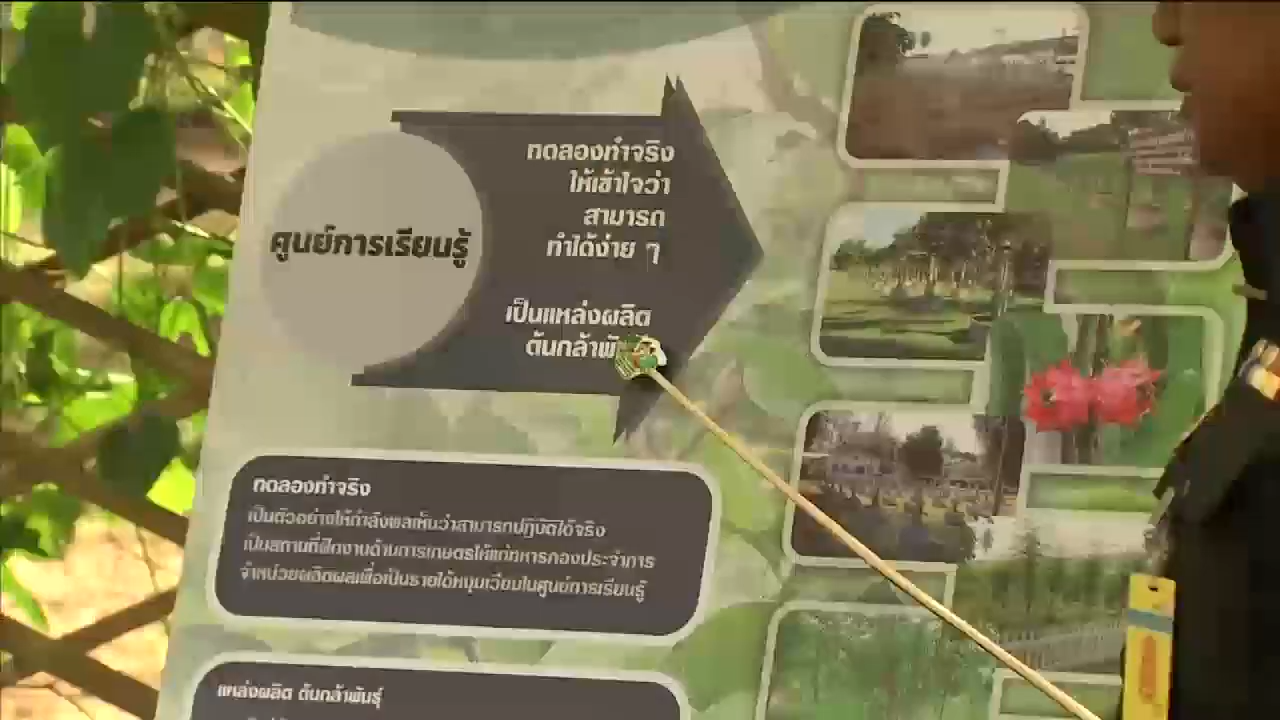 ศูนย์การเรียนรู้
ทดลองทำจริง
ให้เข้าใจว่า
สามารถ
ทำได้ง่าย ๆ
เป็นแหล่งผลิต
ต้นกล้า
ทดลองทำจริง
เป็นตัวอย่างให้กำลังพลเห็นว่าสามารถปฏิบัติได้จริง
เป็นสถานที่ฝึกงานด้านการเกษตรให้แก่ทหารกองประจำการ
จำหน่วยผลิตผลเพื่อเป็นรายได้หมุนเวียนในศูนย์การเรียนรู้
แหล่งผลิต ต้นกล้าพันธุ์